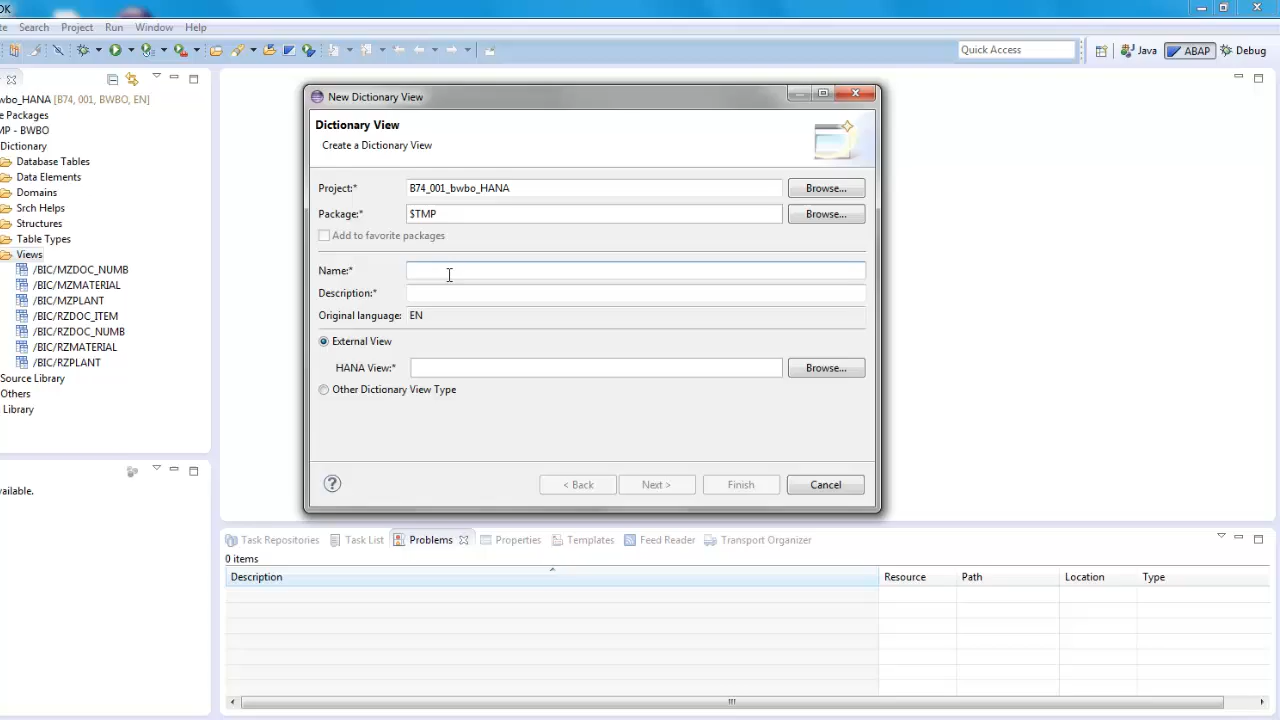 DK
te Search Project Run Window Help
Quick Access
Java
ABAP
Debug
wbo_HANA [B74, 001, BWBO, EN]
e Packages
MP - BWBO
Dictionary
Database Tables
Data Elements
Domains
Srch Helps
Structures
Table Types
Views
/BIC/MZDOC_NUMB
/BIC/MZMATERIAL
/BIC/MZPLANT
/BIC/RZDOC_ITEM
/BIC/RZDOC_NUMB
/BIC/RZMATERIAL
/BIC/RZPLANT
Source Library
Others
Library
vailable.
New Dictionary View
Dictionary View
Create a Dictionary View
Project:* B74_001_bwbo_HANA Browse...
Package:* $TMP Browse...
Add to favorite packages
Name:*
Description:*
Original language: EN
External View
HANA View:* Browse...
Other Dictionary View Type
? < Back Next > Finish Cancel
Task Repositories Task List Problems Properties Templates Feed Reader Transport Organizer
0 items
Description Resource Path Location Type